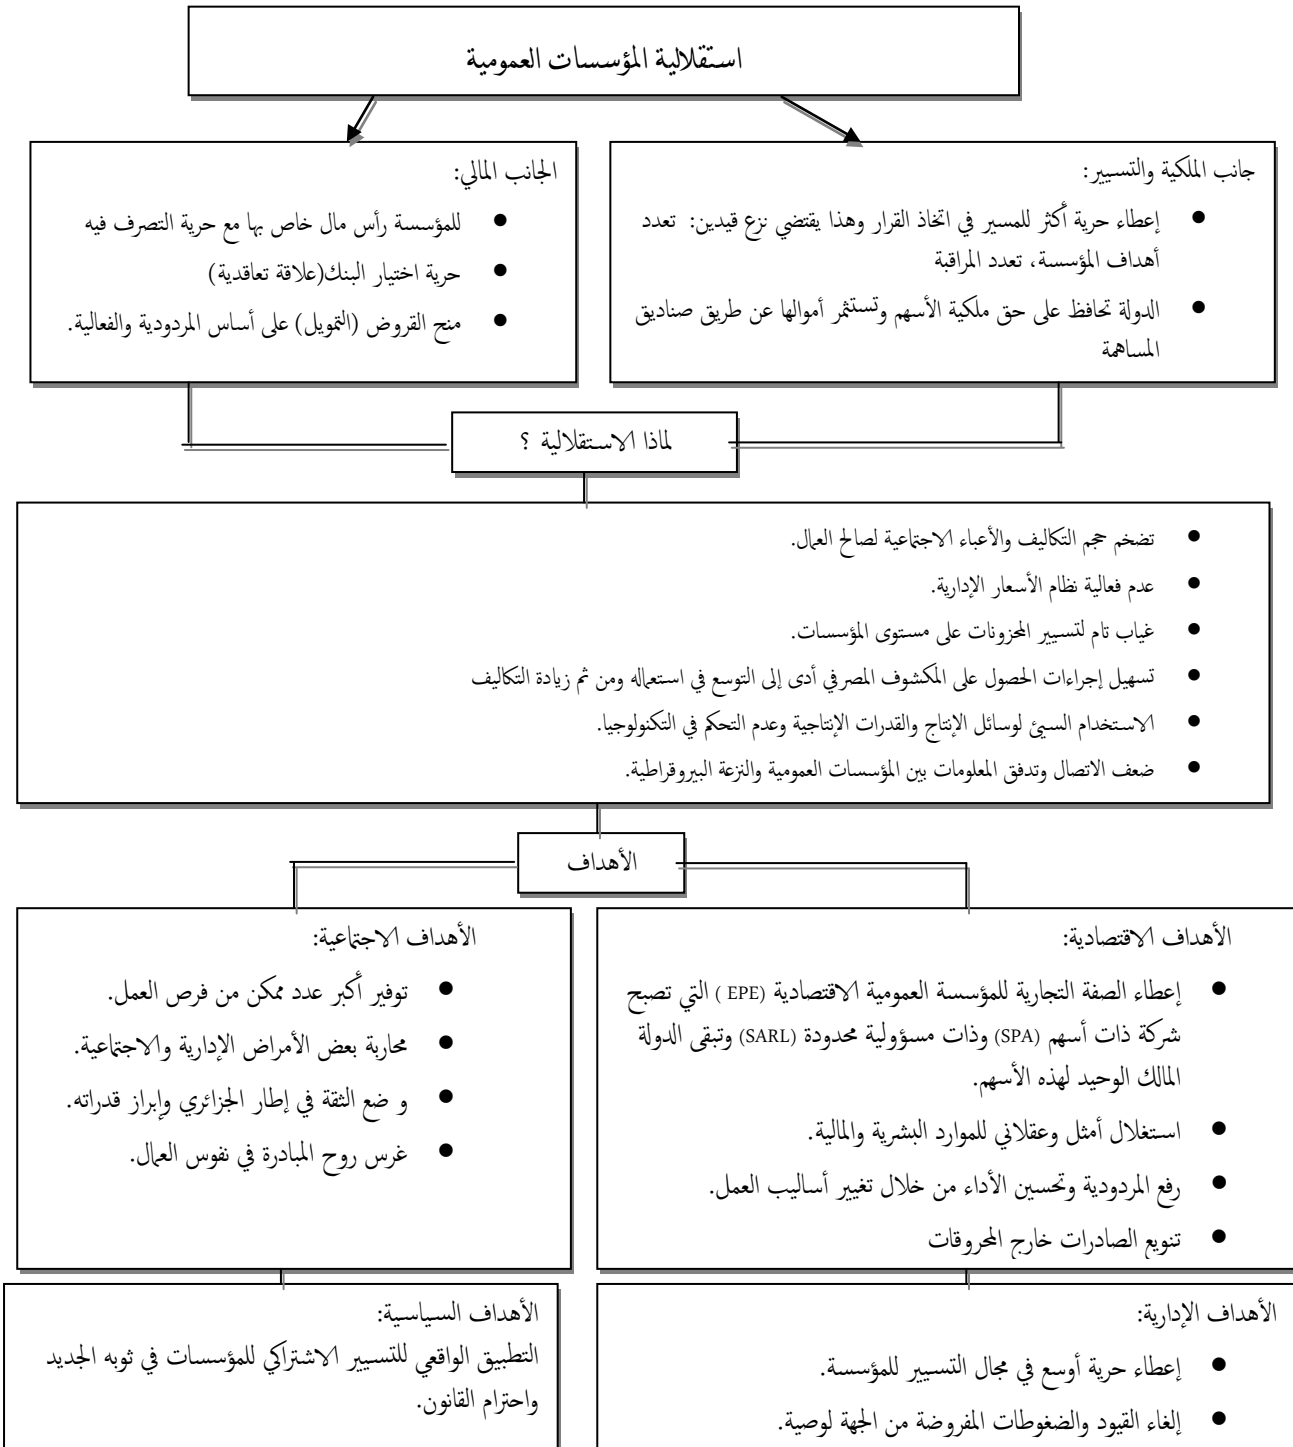 استقلالية المؤسسات العمومية
جانب الملكية والتسيير:
● إعطاء حرية أكثر للمسير في اتخاذ القرار وهذا يقتضي نزع قيدين: تعدد
أهداف المؤسسة، تعدد المراقبة
● الدولة تحافظ على حق ملكية الأسهم وتستثمر أموالها عن طريق صناديق
المساهمة
الجانب المالي:
● للمؤسسة رأس مال خاص بها مع حرية التصرف فيه
● حرية اختيار البنك(علاقة تعاقدية)
● منح القروض (التمويل) على أساس المردودية والفعالية.
لماذا الاستقلالية ؟
● تضخم حجم التكاليف والأعباء الاجتماعية لصالح العمال.
● عدم فعالية نظام الأسعار الإدارية.
● غياب تام لتسيير المخزونات على مستوى المؤسسات.
● تسهيل إجراءات الحصول على المكشوف المصرفي أدى إلى التوسع في استعماله ومن ثم زيادة التكاليف
● الاستخدام السيئ لوسائل الإنتاج والقدرات الإنتاجية وعدم التحكم في التكنولوجيا.
● ضعف الاتصال وتدفق المعلومات بين المؤسسات العمومية والنزعة البيروقراطية.
الأهداف
الأهداف الاقتصادية:
● إعطاء الصفة التجارية للمؤسسة العمومية الاقتصادية (EPE ) التي تصبح
شركة ذات أسهم (SPA) وذات مسؤولية محدودة (SARL) وتبقى الدولة
المالك الوحيد لهذه الأسهم.
● استغلال أمثل وعقلاني للموارد البشرية والمالية.
● رفع المردودية وتحسين الأداء من خلال تغيير أساليب العمل.
● تنويع الصادرات خارج المحروقات
الأهداف الاجتماعية:
● توفير أكبر عدد ممكن من فرص العمل.
● محاربة بعض الأمراض الإدارية والاجتماعية.
● و ضع الثقة في إطار الجزائري وإبراز قدراته.
● غرس روح المبادرة في نفوس العمال.
الأهداف الإدارية:
● إعطاء حرية أوسع في مجال التسيير للمؤسسة.
● إلغاء القيود والضغوطات المفروضة من الجهة لوصية.
الأهداف السياسية:
التطبيق الواقعي للتسيير الاشتراكي للمؤسسات في ثوبه الجديد
واحترام القانون.